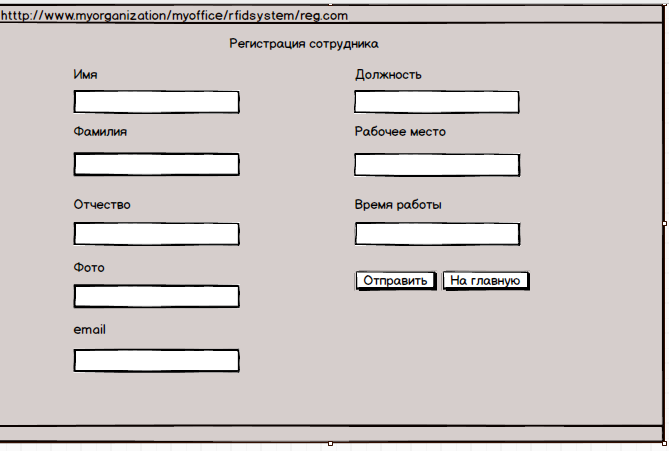 htttp://www.myorganization/myoffice/rfidsystem/reg.com
Регистрация сотрудника
Имя
Фамилия
Отчество
Фото
email
Должность
Рабочее место
Время работы
Отправить
На главную